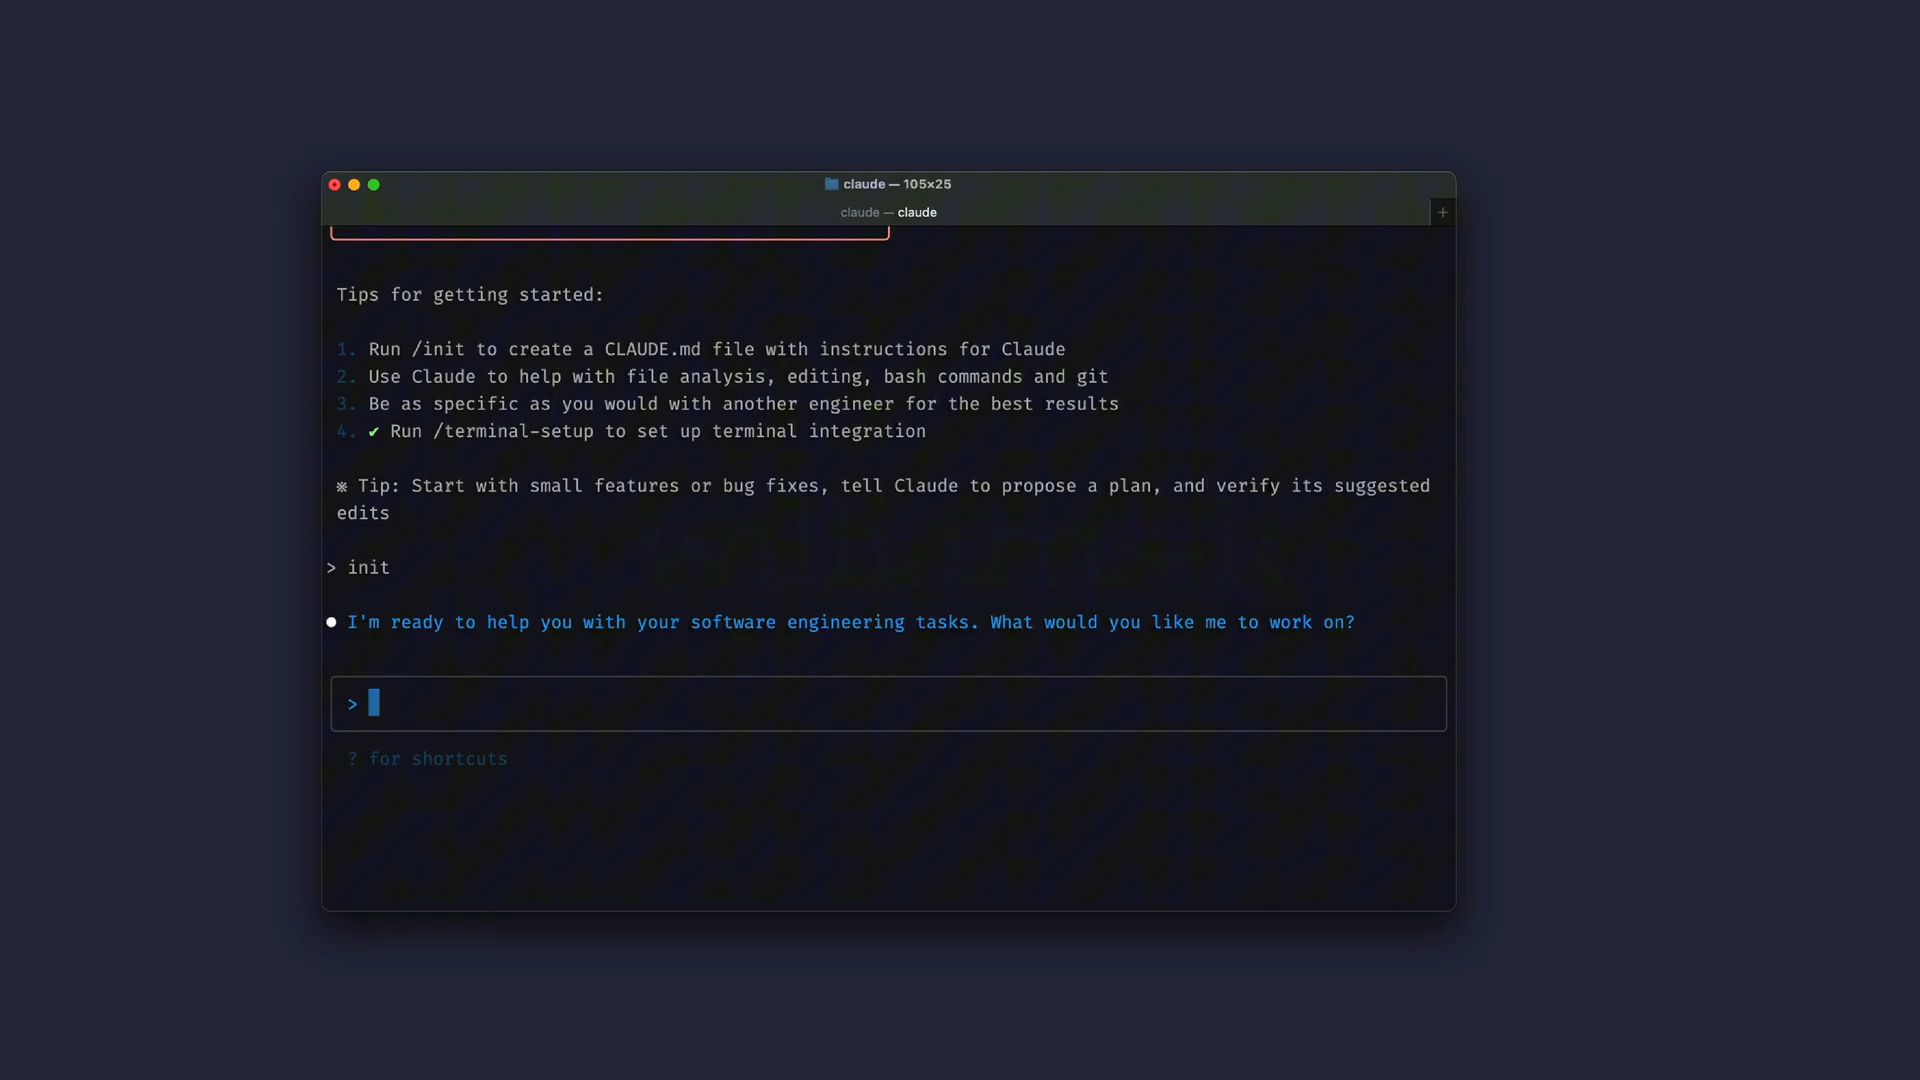 claude — 105×25
claude — claude
+
Tips for getting started:
1. Run /init to create a CLAUDE.md file with instructions for Claude
2. Use Claude to help with file analysis, editing, bash commands and git
3. Be as specific as you would with another engineer for the best results
4. ✔ Run /terminal-setup to set up terminal integration
※ Tip: Start with small features or bug fixes, tell Claude to propose a plan, and verify its suggested
edits
> init
● I'm ready to help you with your software engineering tasks. What would you like me to work on?
>
? for shortcuts